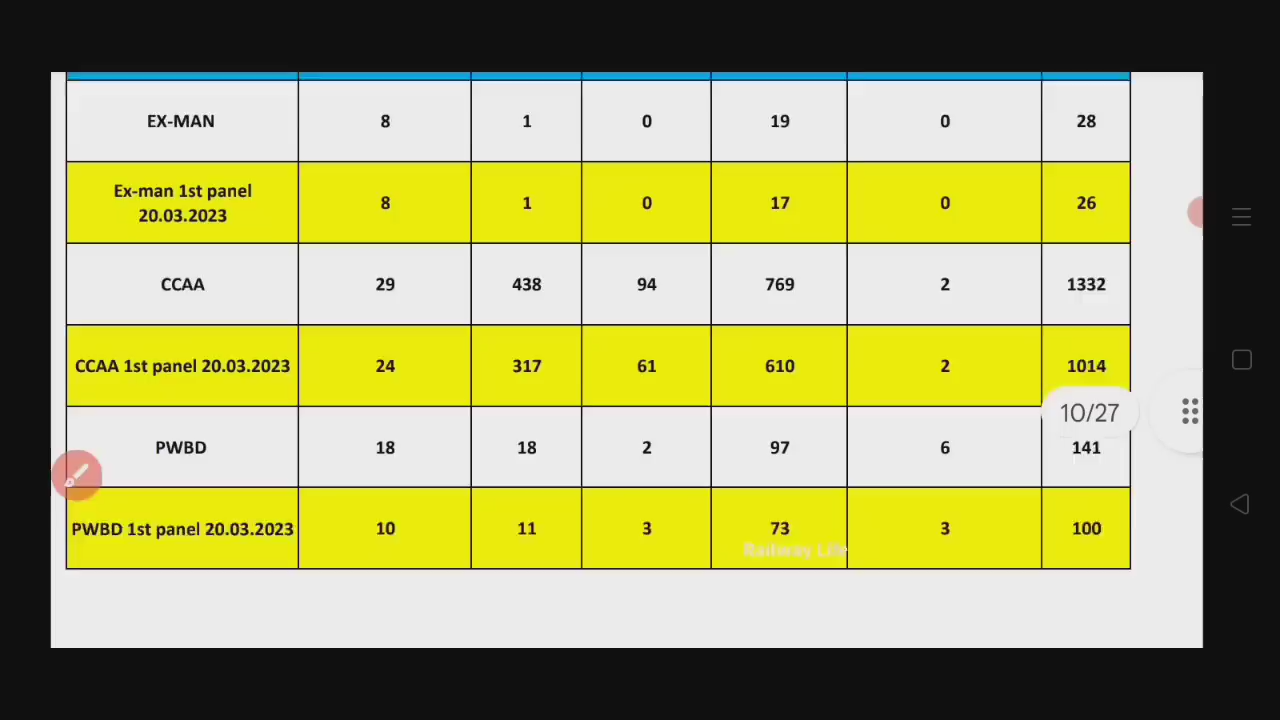 EX-MAN 8 1 0 19 0 28
Ex-man 1st panel
20.03.2023 8 1 0 17 0 26
CCAA 29 438 94 769 2 1332
CCAA 1st panel 20.03.2023 24 317 61 610 2 1014
10/27
PWBD 18 18 2 97 6 141
PWBD 1st panel 20.03.2023 10 11 3 73 3 100
Railway Life